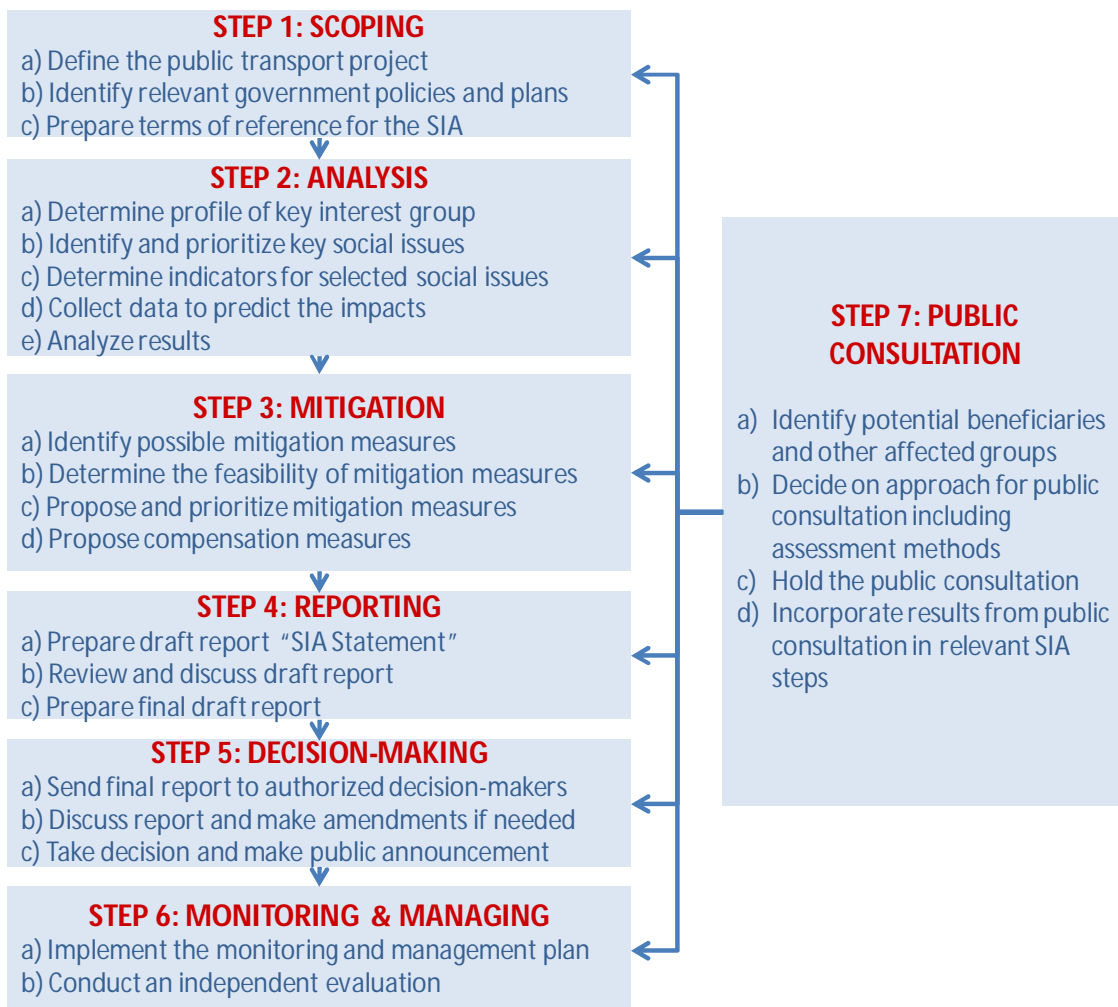 STEP 1: SCOPING
a) Define the public transport project
b) Identify relevant government policies and plans
c) Prepare terms of reference for the SIA
STEP 2: ANALYSIS
a) Determine profile of key interest group
b) Identify and prioritize key social issues
c) Determine indicators for selected social issues
d) Collect data to predict the impacts
e) Analyze results
STEP 3: MITIGATION
a) Identify possible mitigation measures
b) Determine the feasibility of mitigation measures
c) Propose and prioritize mitigation measures
d) Propose compensation measures
STEP 4: REPORTING
a) Prepare draft report “SIA Statement”
b) Review and discuss draft report
c) Prepare final draft report
STEP 5: DECISION-MAKING
a) Send final report to authorized decision-makers
b) Discuss report and make amendments if needed
c) Take decision and make public announcement
STEP 6: MONITORING & MANAGING
a) Implement the monitoring and management plan
b) Conduct an independent evaluation
STEP 7: PUBLIC
CONSULTATION
a) Identify potential beneficiaries
and other affected groups
b) Decide on approach for public
consultation including
assessment methods
c) Hold the public consultation
d) Incorporate results from public
consultation in relevant SIA
steps